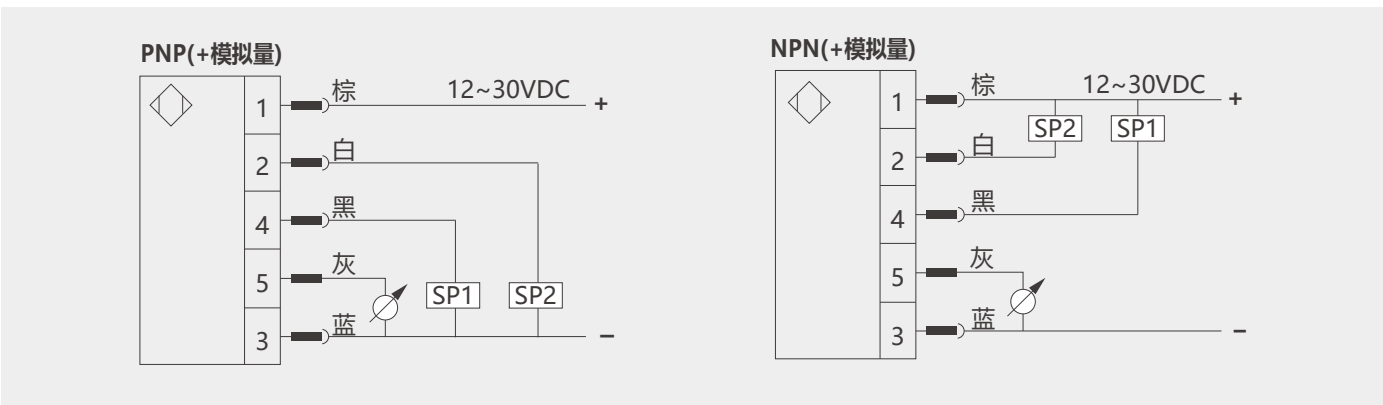 PNP(+模拟量)
1 棕 12~30VDC +
2 白
4 黑
5 灰 SP1 SP2
3 蓝 −
NPN(+模拟量)
1 棕 12~30VDC +
SP2 SP1
2 白
4 黑
5 灰
3 蓝 −